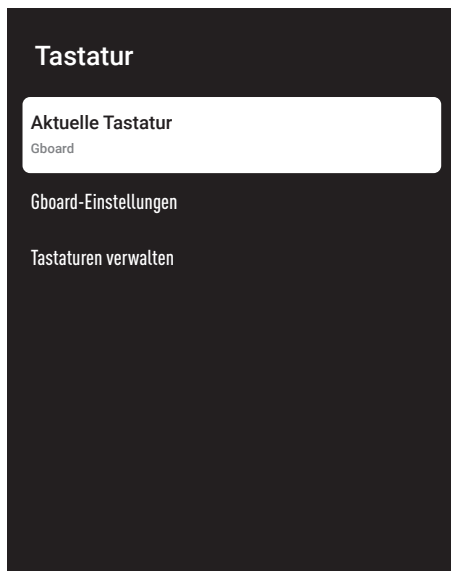 Tastatur
Aktuelle Tastatur
Gboard
Gboard-Einstellungen
Tastaturen verwalten